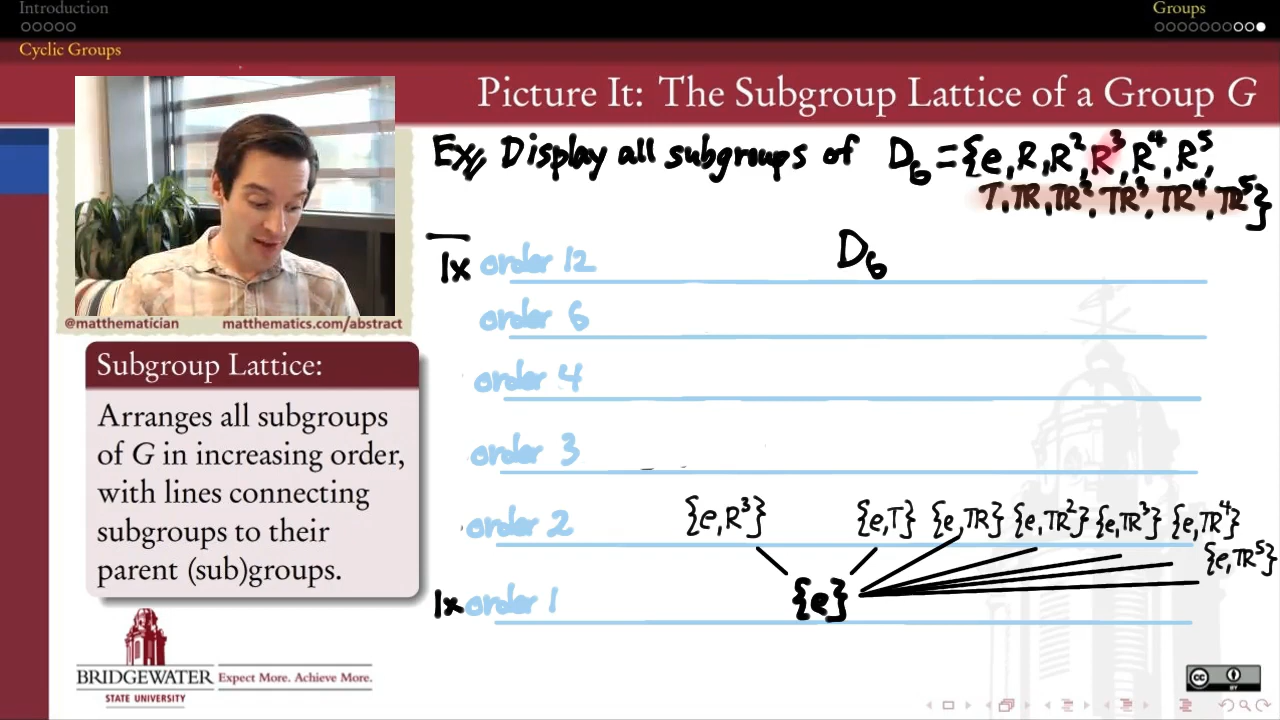 Introduction
Groups
Cyclic Groups
Picture It: The Subgroup Lattice of a Group G
Ex// Display all subgroups of D₆ = {e, R, R², R³, R⁴, R⁵,
T, TR, TR², TR³, TR⁴, TR⁵}
1x order 12 D₆
order 6
order 4
order 3
order 2 {e,R³} {e,T} {e,TR} {e,TR²} {e,TR³} {e,TR⁴}
{e,TR⁵}
1x order 1 {e}
@matthematician matthematics.com/abstract
Subgroup Lattice:
Arranges all subgroups
of G in increasing order,
with lines connecting
subgroups to their
parent (sub)groups.
BRIDGEWATER
STATE UNIVERSITY
Expect More. Achieve More.
CC
BY